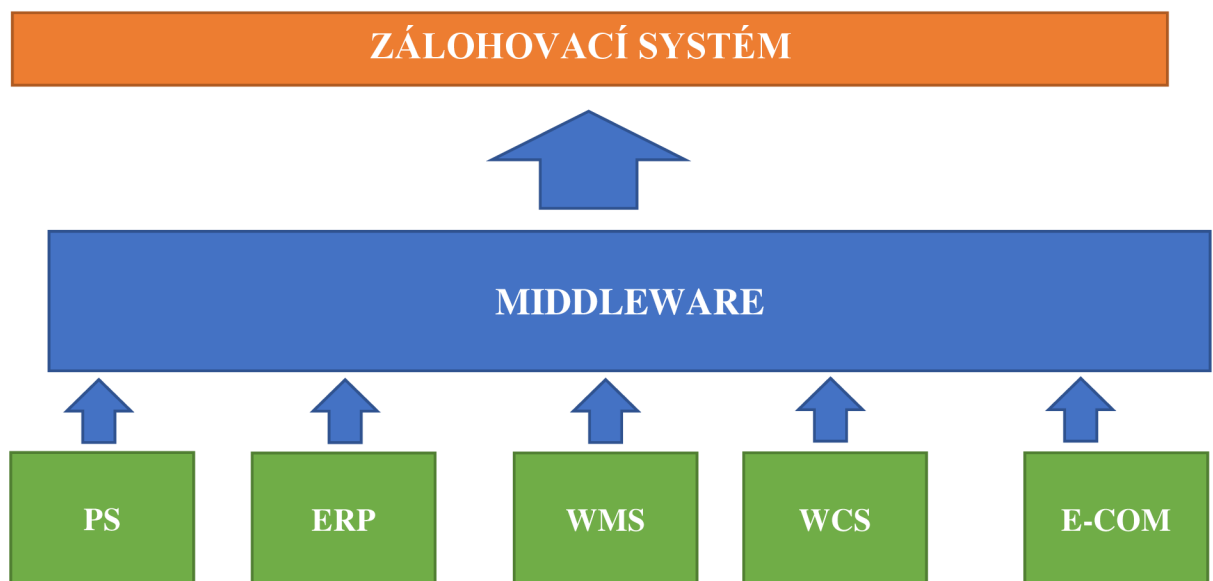 ZÁLOHOVACÍ SYSTÉM
MIDDLEWARE
PS
ERP
WMS
WCS
E-COM